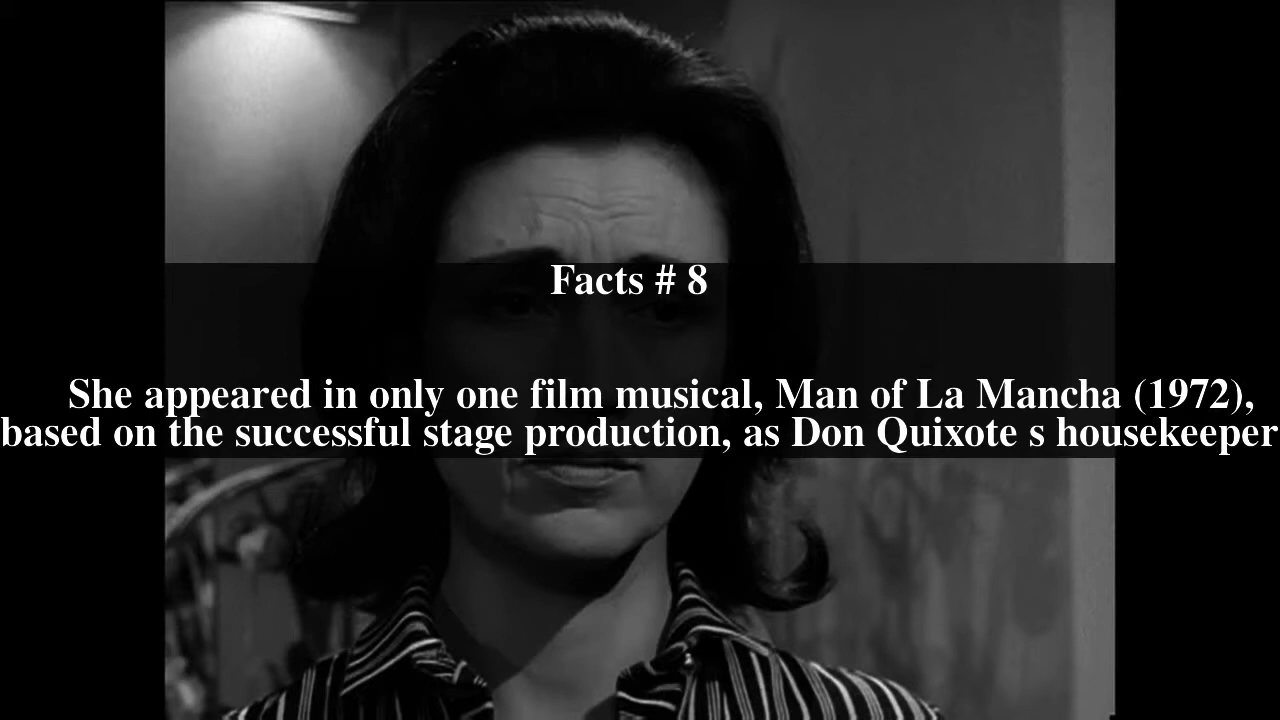 Facts # 8
She appeared in only one film musical, Man of La Mancha (1972),
based on the successful stage production, as Don Quixote s housekeeper